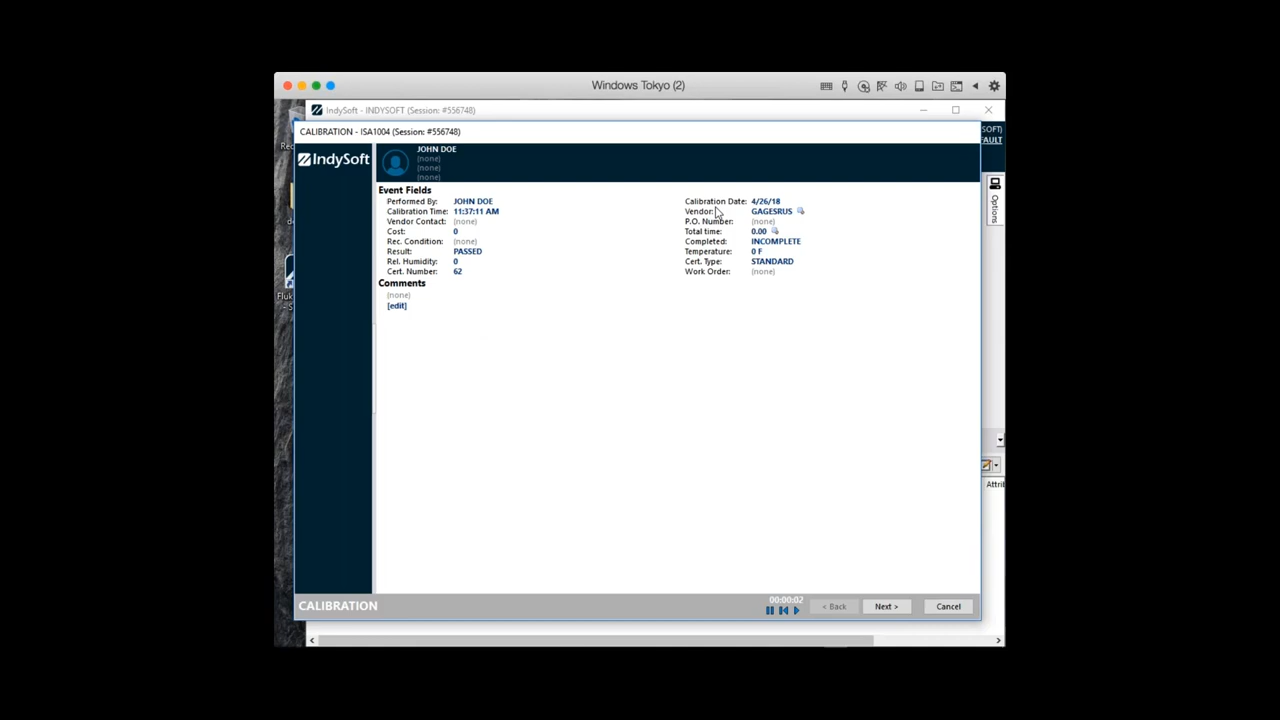 Windows Tokyo (2)
IndySoft - INDYSOFT (Session: #556748)
CALIBRATION - ISA1004 (Session: #556748)
IndySoft
JOHN DOE
(none)
(none)
(none)
SOFT)
FAULT
Options
Event Fields
Performed By: JOHN DOE
Calibration Date: 4/26/18
Calibration Time: 11:37:11 AM
Vendor: GAGESRUS
Vendor Contact: (none)
P.O. Number: (none)
Cost: 0
Total time: 0.00
Rec. Condition: (none)
Completed: INCOMPLETE
Result: PASSED
Temperature: 0 F
Rel. Humidity: 0
Cert. Type: STANDARD
Cert. Number: 62
Work Order: (none)
Comments
(none)
[edit]
Attrib
CALIBRATION
00:00:02
< Back
Next >
Cancel